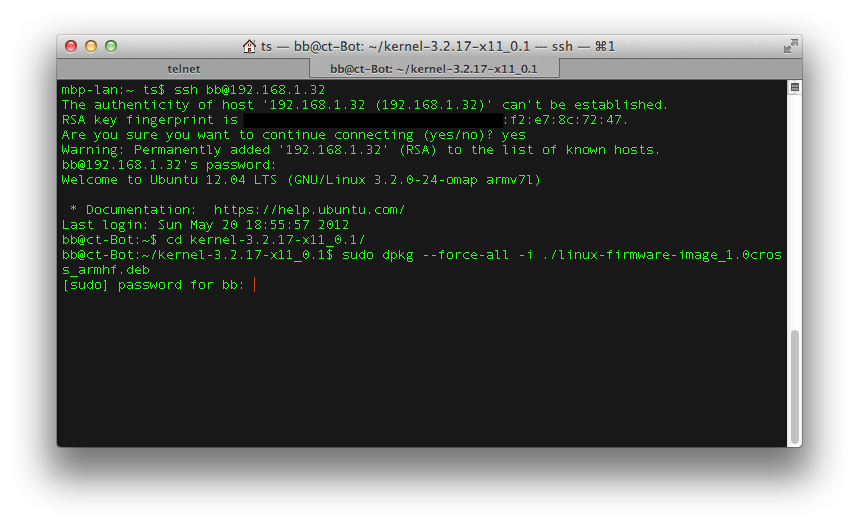 ts — bb@ct-Bot: ~/kernel-3.2.17-x11_0.1 — ssh — ⌘1
telnet
bb@ct-Bot: ~/kernel-3.2.17-x11_0.1
mbp-lan:~ ts$ ssh bb@192.168.1.32
The authenticity of host '192.168.1.32 (192.168.1.32)' can't be established.
RSA key fingerprint is :f2:e7:8c:72:47.
Are you sure you want to continue connecting (yes/no)? yes
Warning: Permanently added '192.168.1.32' (RSA) to the list of known hosts.
bb@192.168.1.32's password:
Welcome to Ubuntu 12.04 LTS (GNU/Linux 3.2.0-24-omap armv7l)
* Documentation:  https://help.ubuntu.com/
Last login: Sun May 20 18:55:57 2012
bb@ct-Bot:~$ cd kernel-3.2.17-x11_0.1/
bb@ct-Bot:~/kernel-3.2.17-x11_0.1$ sudo dpkg --force-all -i ./linux-firmware-image_1.0cros
s_armhf.deb
[sudo] password for bb: